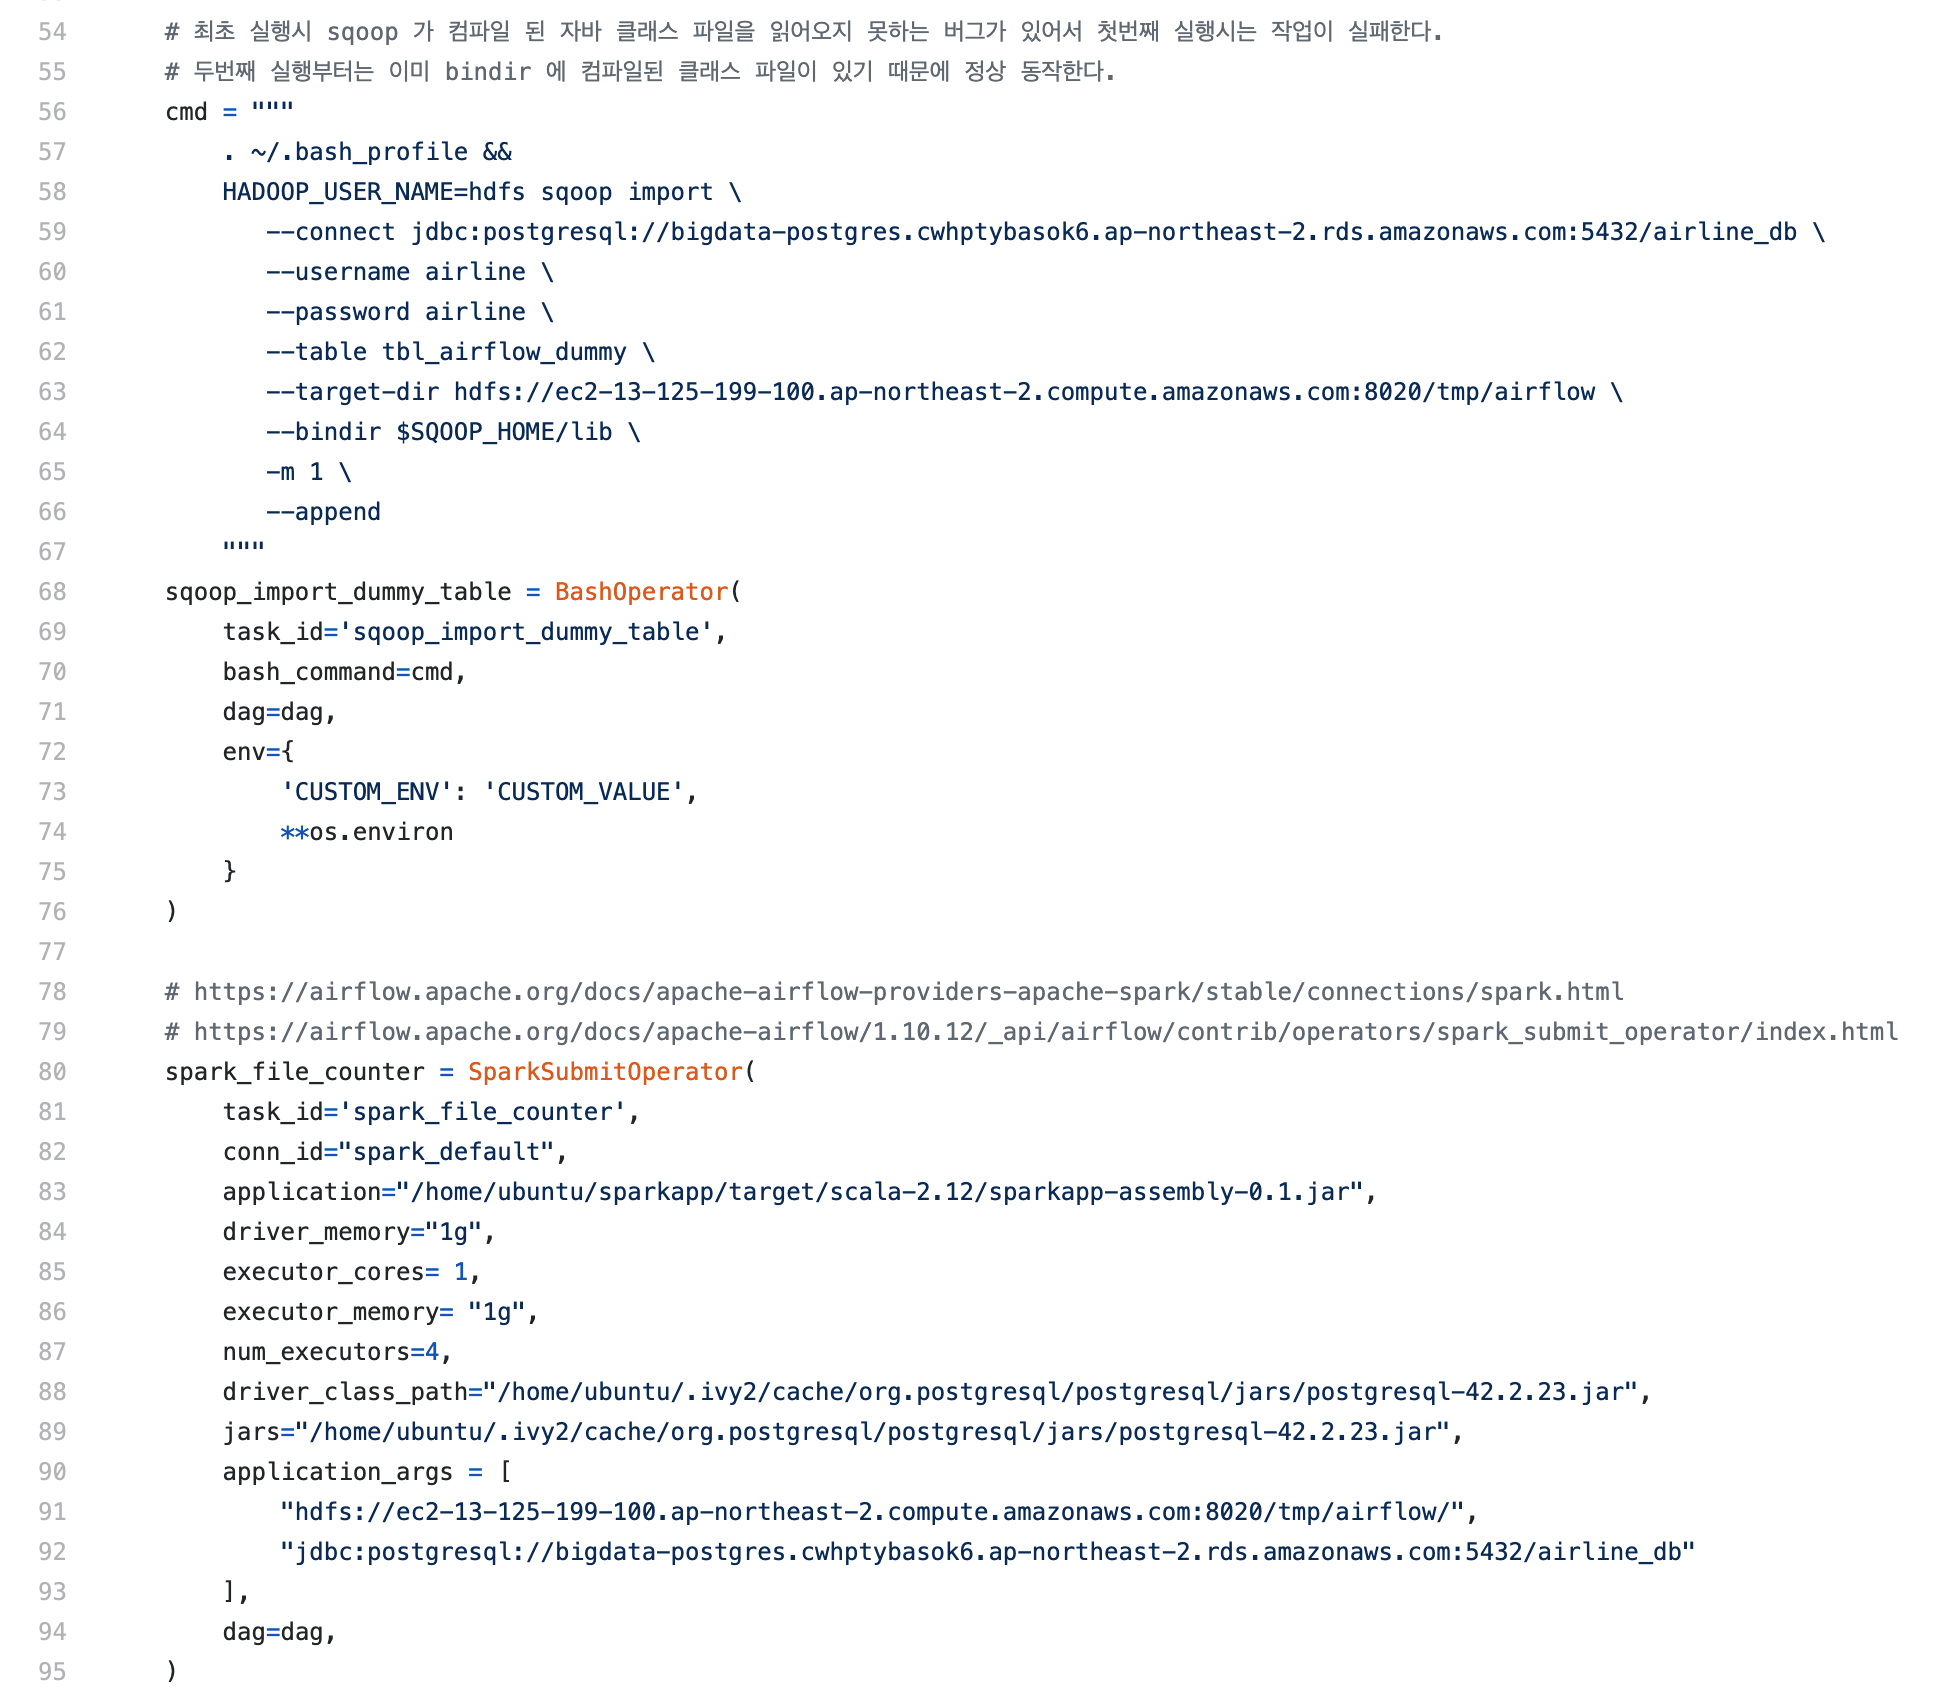 54 # 최초 실행시 sqoop 가 컴파일 된 자바 클래스 파일을 읽어오지 못하는 버그가 있어서 첫번째 실행시는 작업이 실패한다.
55 # 두번째 실행부터는 이미 bindir 에 컴파일된 클래스 파일이 있기 때문에 정상 동작한다.
56 cmd = """
57 . ~/.bash_profile &&
58 HADOOP_USER_NAME=hdfs sqoop import \
59 --connect jdbc:postgresql://bigdata-postgres.cwhptybasok6.ap-northeast-2.rds.amazonaws.com:5432/airline_db \
60 --username airline \
61 --password airline \
62 --table tbl_airflow_dummy \
63 --target-dir hdfs://ec2-13-125-199-100.ap-northeast-2.compute.amazonaws.com:8020/tmp/airflow \
64 --bindir $SQOOP_HOME/lib \
65 -m 1 \
66 --append
67 """
68 sqoop_import_dummy_table = BashOperator(
69 task_id='sqoop_import_dummy_table',
70 bash_command=cmd,
71 dag=dag,
72 env={
73 'CUSTOM_ENV': 'CUSTOM_VALUE',
74 **os.environ
75 }
76 )
77
78 # https://airflow.apache.org/docs/apache-airflow-providers-apache-spark/stable/connections/spark.html
79 # https://airflow.apache.org/docs/apache-airflow/1.10.12/_api/airflow/contrib/operators/spark_submit_operator/index.html
80 spark_file_counter = SparkSubmitOperator(
81 task_id='spark_file_counter',
82 conn_id="spark_default",
83 application="/home/ubuntu/sparkapp/target/scala-2.12/sparkapp-assembly-0.1.jar",
84 driver_memory="1g",
85 executor_cores= 1,
86 executor_memory= "1g",
87 num_executors=4,
88 driver_class_path="/home/ubuntu/.ivy2/cache/org.postgresql/postgresql/jars/postgresql-42.2.23.jar",
89 jars="/home/ubuntu/.ivy2/cache/org.postgresql/postgresql/jars/postgresql-42.2.23.jar",
90 application_args = [
91 "hdfs://ec2-13-125-199-100.ap-northeast-2.compute.amazonaws.com:8020/tmp/airflow/",
92 "jdbc:postgresql://bigdata-postgres.cwhptybasok6.ap-northeast-2.rds.amazonaws.com:5432/airline_db"
93 ],
94 dag=dag,
95 )